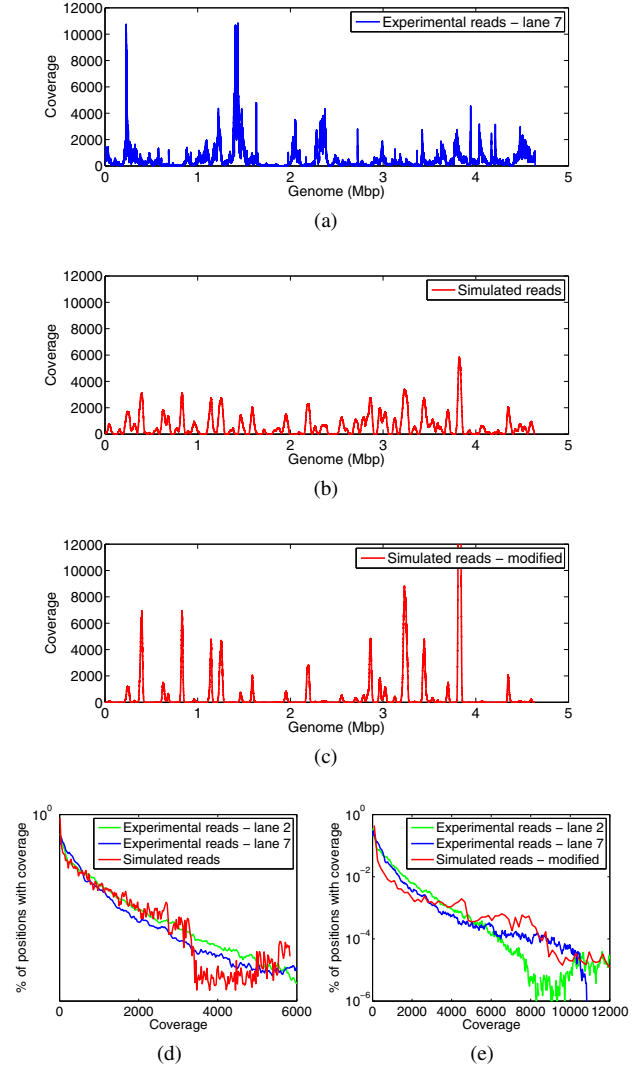 12000
10000
8000
6000
4000
2000
0
Coverage
Experimental reads − lane 7
0 1 2 3 4 5
Genome (Mbp)
(a)
12000
10000
8000
6000
4000
2000
0
Coverage
Simulated reads
0 1 2 3 4 5
Genome (Mbp)
(b)
12000
10000
8000
6000
4000
2000
0
Coverage
Simulated reads − modified
0 1 2 3 4 5
Genome (Mbp)
(c)
10^0
% of positions with coverage
Experimental reads − lane 2
Experimental reads − lane 7
Simulated reads
0 2000 4000 6000
Coverage
(d)
10^0
10^−2
10^−4
10^−6
% of positions with coverage
Experimental reads − lane 2
Experimental reads − lane 7
Simulated reads − modified
0 2000 4000 6000 8000 10000 12000
Coverage
(e)